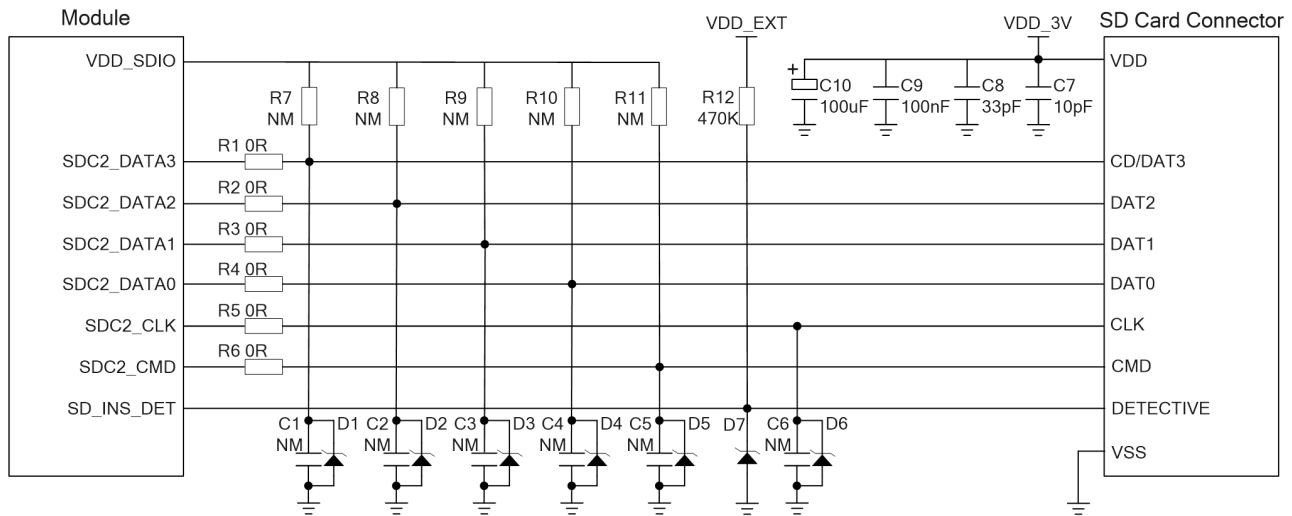 Module
VDD_EXT
VDD_3V
SD Card Connector
VDD_SDIO
VDD
R7
NM
R8
NM
R9
NM
R10
NM
R11
NM
R12
470K
+
C10
100uF
C9
100nF
C8
33pF
C7
10pF
SDC2_DATA3
R1 0R
CD/DAT3
SDC2_DATA2
R2 0R
DAT2
SDC2_DATA1
R3 0R
DAT1
SDC2_DATA0
R4 0R
DAT0
SDC2_CLK
R5 0R
CLK
SDC2_CMD
R6 0R
CMD
SD_INS_DET
DETECTIVE
C1
NM
D1
C2
NM
D2
C3
NM
D3
C4
NM
D4
C5
NM
D5
D7
C6
NM
D6
VSS